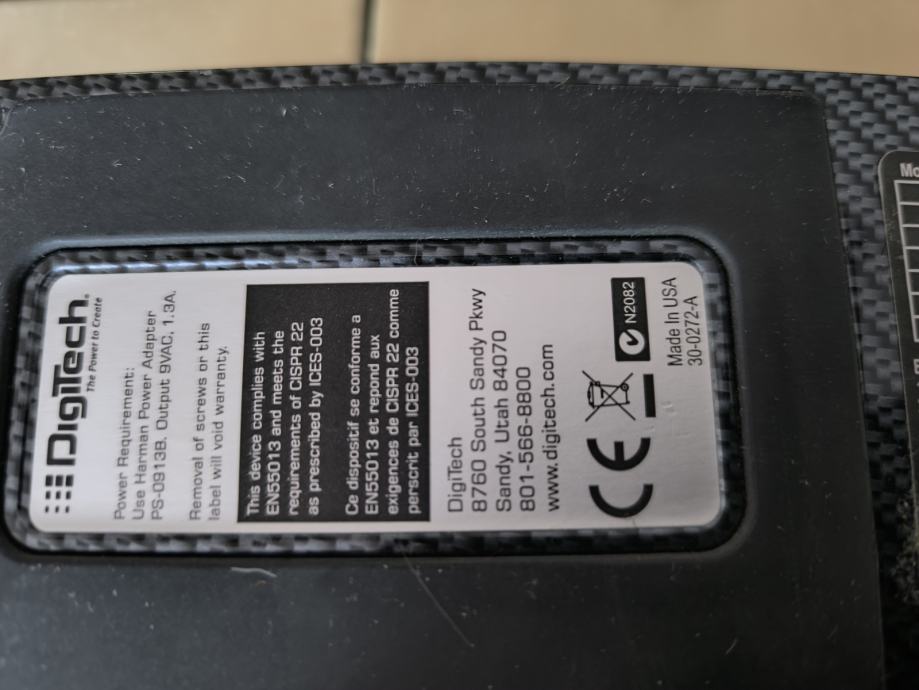 DigiTech®
The Power to Create
Power Requirement:
Use Harman Power Adapter
PS-0913B. Output 9VAC, 1.3A.
Removal of screws or this
label will void warranty.
This device complies with
EN55013 and meets the
requirements of CISPR 22
as prescribed by ICES-003
Ce dispositif se conforme a
EN55013 et repond aux
exigences de CISPR 22 comme
perscrit par ICES-003
DigiTech
8760 South Sandy Pkwy
Sandy, Utah 84070
801-566-8800
www.digitech.com
CE
N2082
Made In USA
30-0272-A